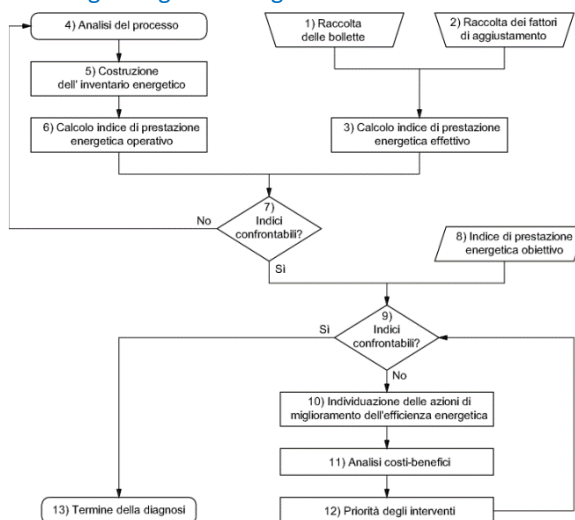 4) Analisi del processo
1) Raccolta
delle bollette
2) Raccolta dei fattori
di aggiustamento
5) Costruzione
dell' inventario energetico
6) Calcolo indice di prestazione
energetica operativo
3) Calcolo indice di prestazione
energetica effettivo
7)
Indici
confrontabili?
No
Sì
8) Indice di prestazione
energetica obiettivo
9)
Indici
confrontabili?
Sì
No
10) Individuazione delle azioni di
miglioramento dell'efficienza energetica
11) Analisi costi-benefici
13) Termine della diagnosi
12) Priorità degli interventi